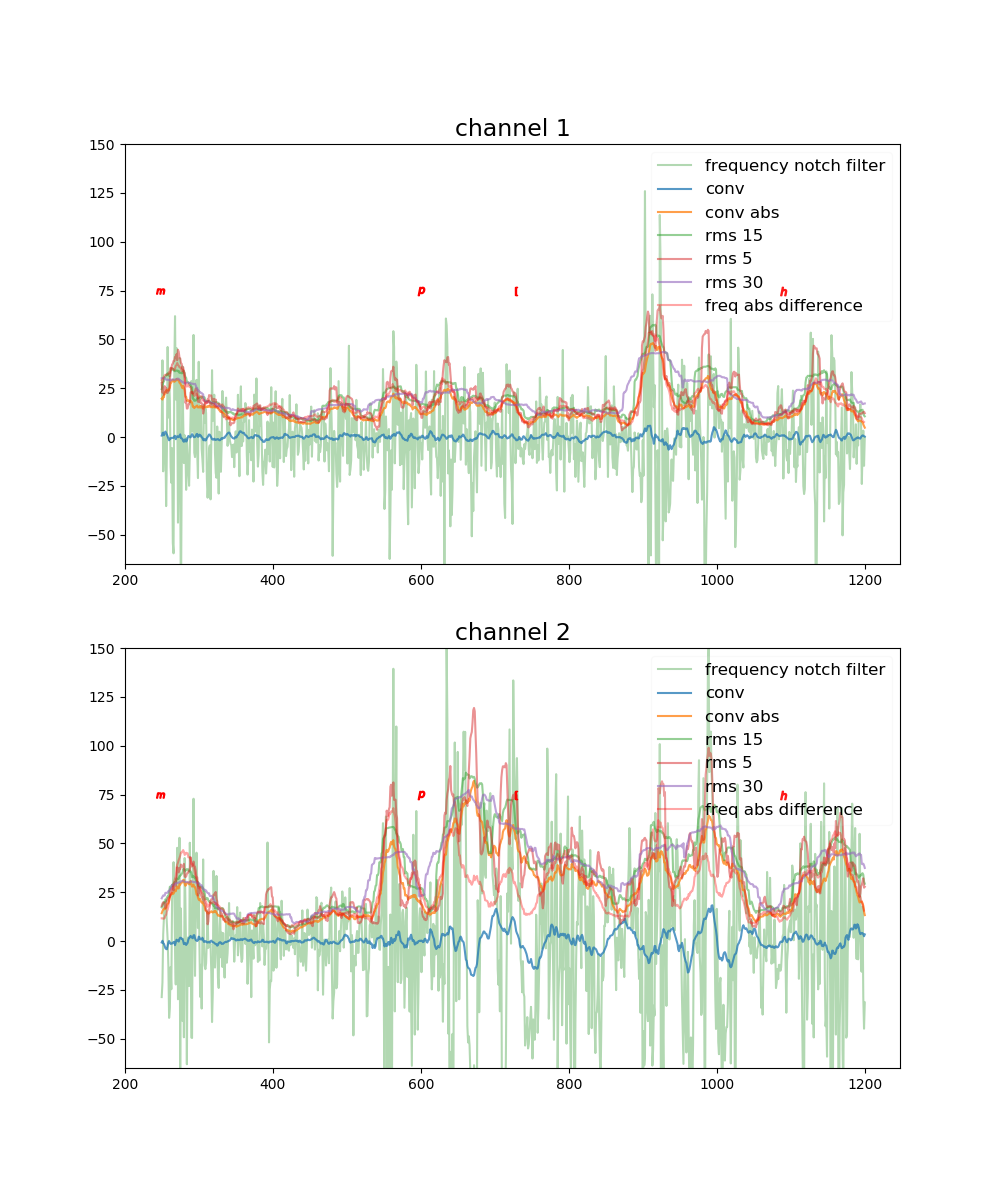 channel 1
150
125
100
75
50
25
0
−25
−50
frequency notch filter
conv
conv abs
rms 15
rms 5
rms 30
freq abs difference
m
p
h
200 400 600 800 1000 1200
channel 2
150
125
100
75
50
25
0
−25
−50
frequency notch filter
conv
conv abs
rms 15
rms 5
rms 30
freq abs difference
m
p
h
200 400 600 800 1000 1200